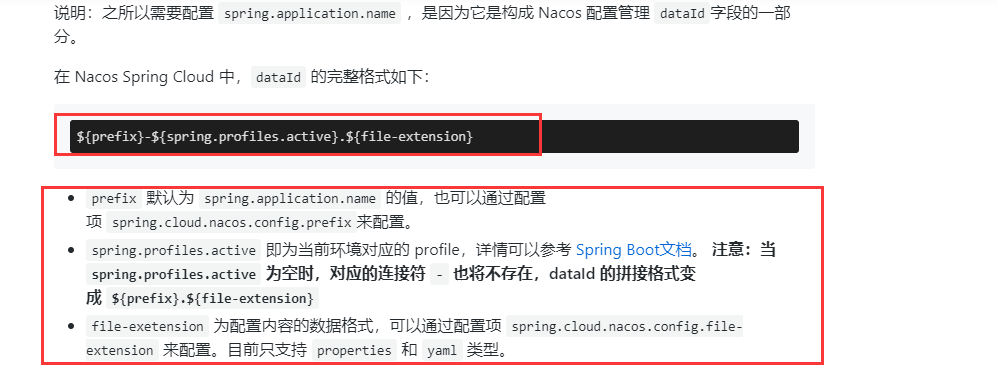 说明：之所以需要配置 spring.application.name ，是因为它是构成 Nacos 配置管理 dataId 字段的一部
分。
在 Nacos Spring Cloud 中，dataId 的完整格式如下：
${prefix}-${spring.profiles.active}.${file-extension}
prefix 默认为 spring.application.name 的值，也可以通过配置
项 spring.cloud.nacos.config.prefix 来配置。
spring.profiles.active 即为当前环境对应的 profile，详情可以参考 Spring Boot文档。 注意：当
spring.profiles.active 为空时，对应的连接符 - 也将不存在，dataId 的拼接格式变
成 ${prefix}.${file-extension}
file-exetension 为配置内容的数据格式，可以通过配置项 spring.cloud.nacos.config.file-
extension 来配置。目前只支持 properties 和 yaml 类型。